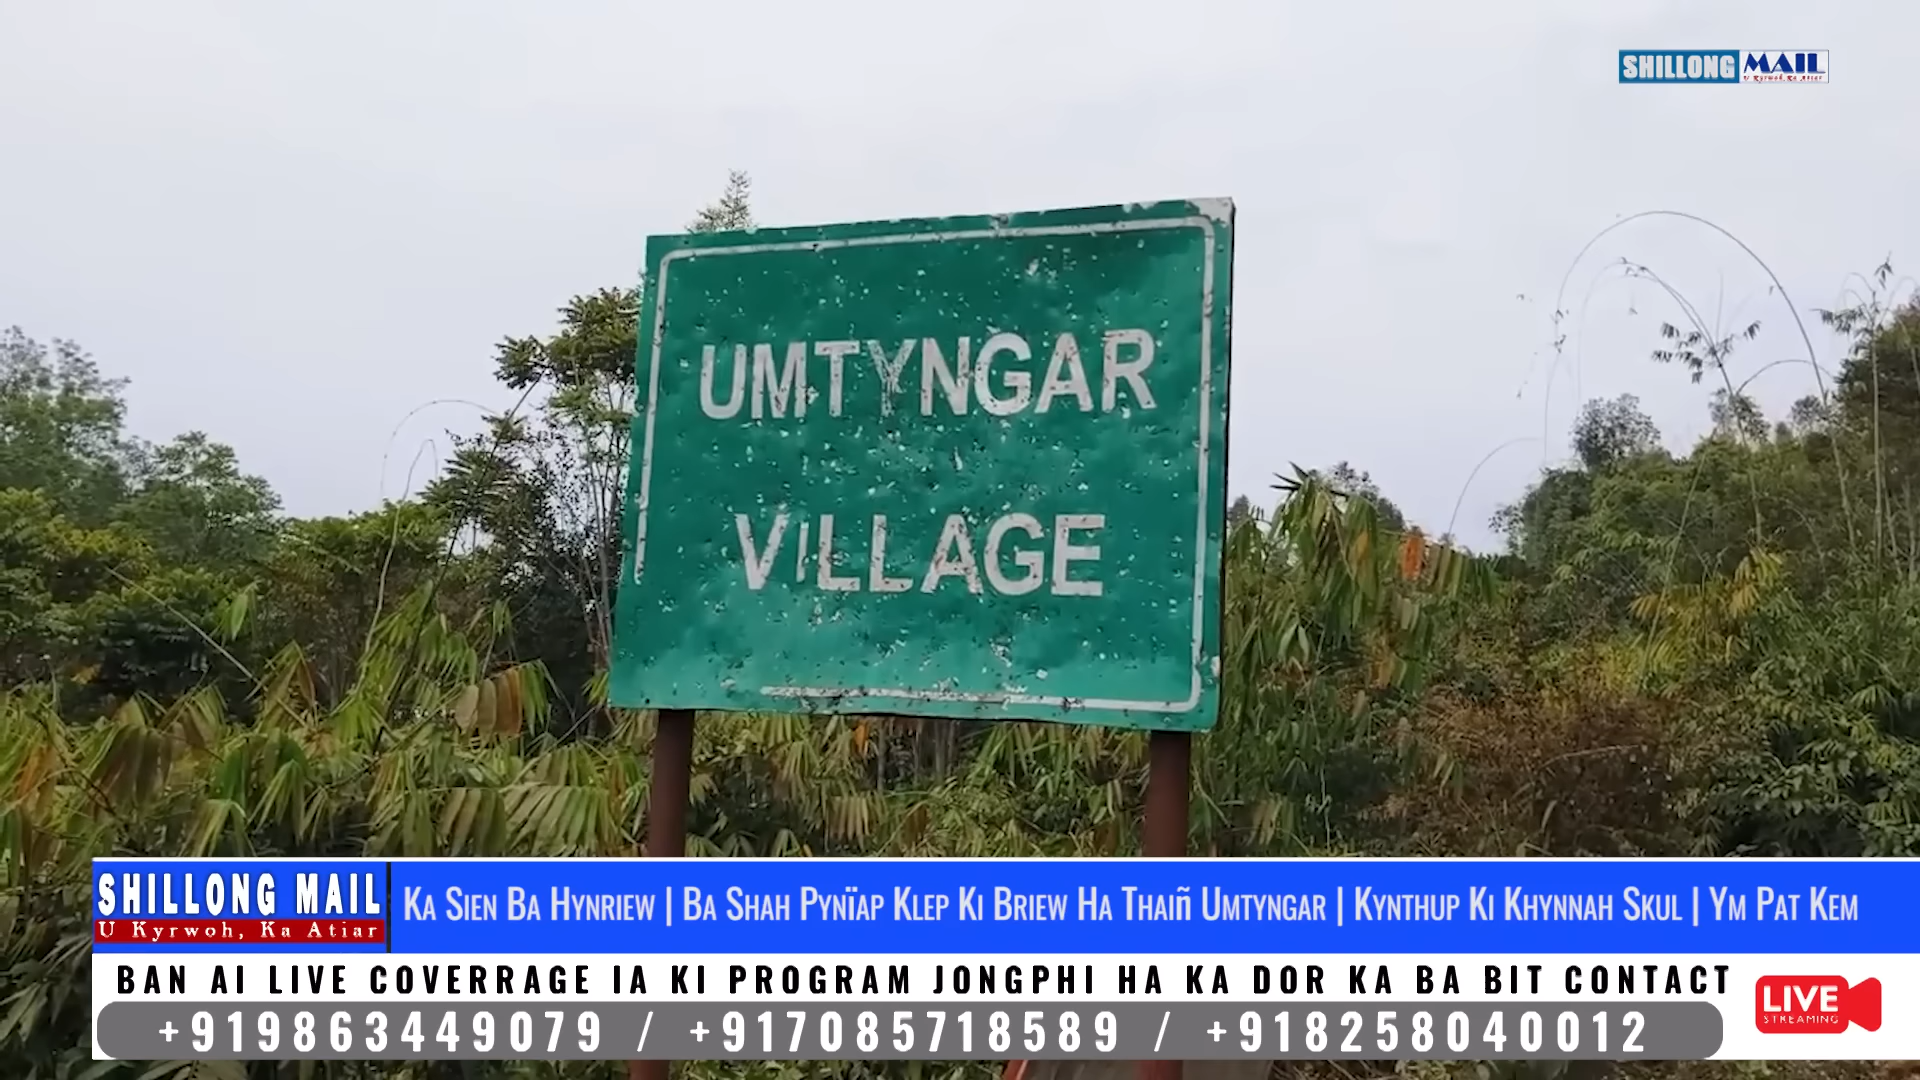 SHILLONG MAIL
U Kyrwoh, Ka Atiar
UMTYNGAR
VILLAGE
SHILLONG MAIL
U Kyrwoh, Ka Atiar
KA SIEN BA HYNRIEW | BA SHAH PYNÏAP KLEP KI BRIEW HA THAIÑ UMTYNGAR | KYNTHUP KI KHYNNAH SKUL | YM PAT KEM
BAN AI LIVE COVERRAGE IA KI PROGRAM JONGPHI HA KA DOR KA BA BIT CONTACT
+919863449079 / +917085718589 / +918258040012
LIVE
STREAMING